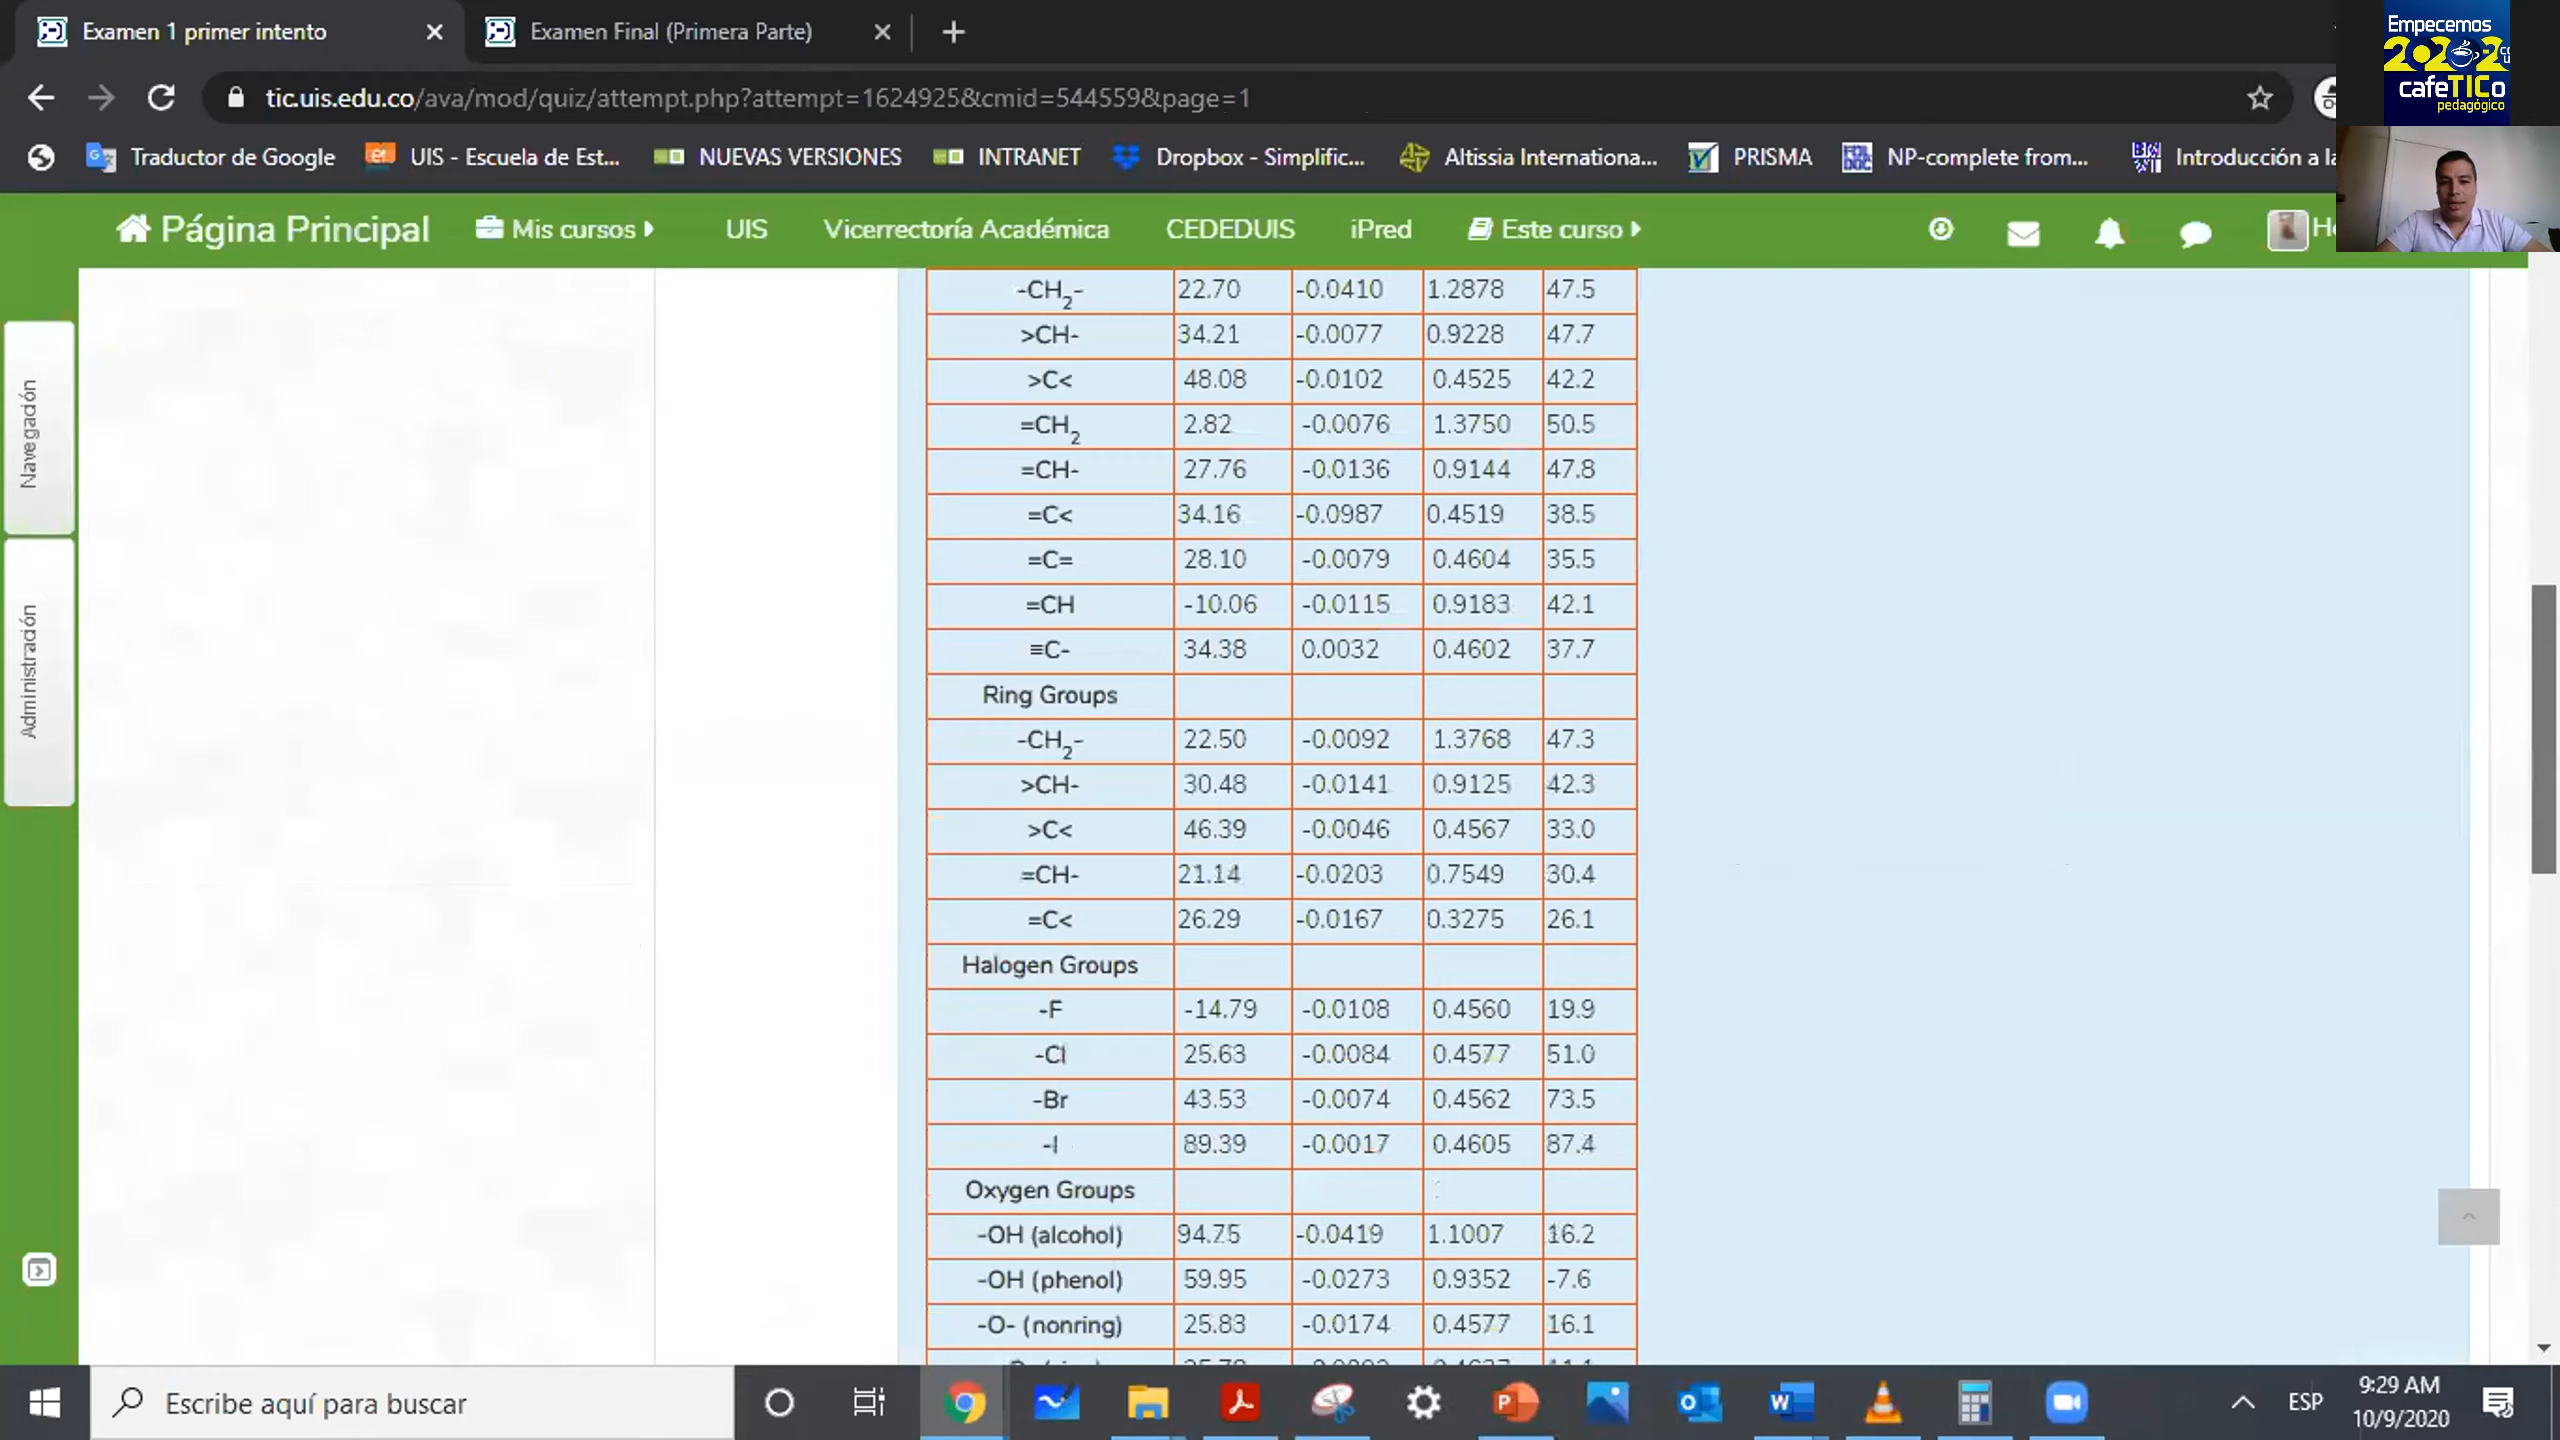 Examen 1 primer intento
Examen Final (Primera Parte)
tic.uis.edu.co/ava/mod/quiz/attempt.php?attempt=1624925&cmid=544559&page=1
Traductor de Google
UIS - Escuela de Est...
NUEVAS VERSIONES
INTRANET
Dropbox - Simplific...
Altissia Internationa...
PRISMA
NP-complete from...
Introducción a la
Empecemos
cafeTICo
pedagógico
Página Principal
Mis cursos
UIS
Vicerrectoría Académica
CEDEDUIS
iPred
Este curso
Navegación
Administración
-CH2- 22.70 -0.0410 1.2878 47.5
>CH- 34.21 -0.0077 0.9228 47.7
>C< 48.08 -0.0102 0.4525 42.2
=CH2 2.82 -0.0076 1.3750 50.5
=CH- 27.76 -0.0136 0.9144 47.8
=C< 34.16 -0.0987 0.4519 38.5
=C= 28.10 -0.0079 0.4604 35.5
=CH -10.06 -0.0115 0.9183 42.1
≡C- 34.38 0.0032 0.4602 37.7
Ring Groups
-CH2- 22.50 -0.0092 1.3768 47.3
>CH- 30.48 -0.0141 0.9125 42.3
>C< 46.39 -0.0046 0.4567 33.0
=CH- 21.14 -0.0203 0.7549 30.4
=C< 26.29 -0.0167 0.3275 26.1
Halogen Groups
-F -14.79 -0.0108 0.4560 19.9
-Cl 25.63 -0.0084 0.4577 51.0
-Br 43.53 -0.0074 0.4562 73.5
-I 89.39 -0.0017 0.4605 87.4
Oxygen Groups
-OH (alcohol) 94.75 -0.0419 1.1007 16.2
-OH (phenol) 59.95 -0.0273 0.9352 -7.6
-O- (nonring) 25.83 -0.0174 0.4577 16.1
Escribe aquí para buscar
ESP
9:29 AM
10/9/2020